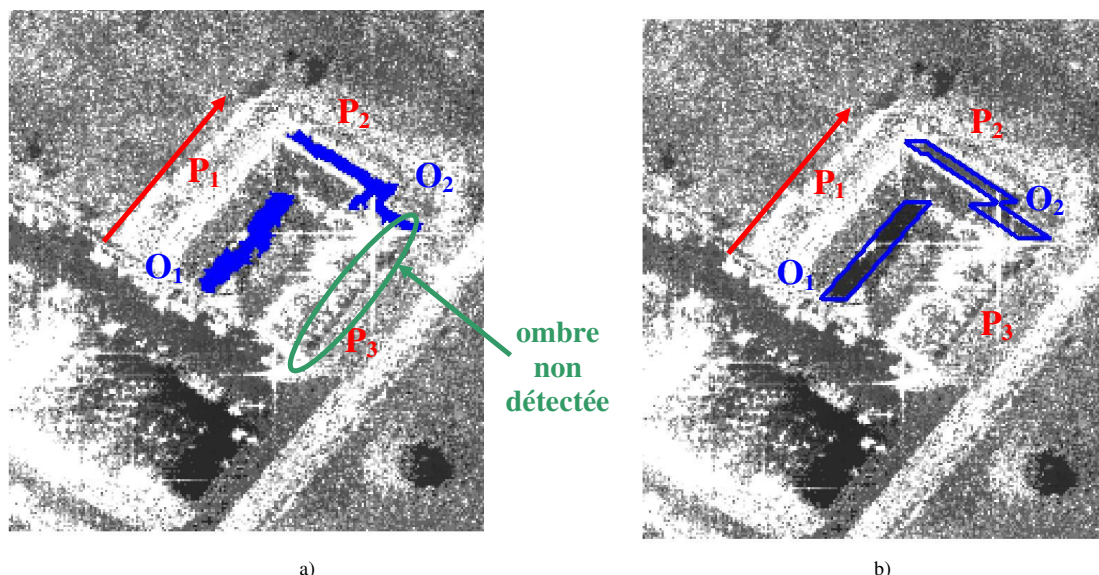 P2
P1
O2
O1
P3
ombre
non
détectée
a)
P2
P1
O2
O1
P3
b)